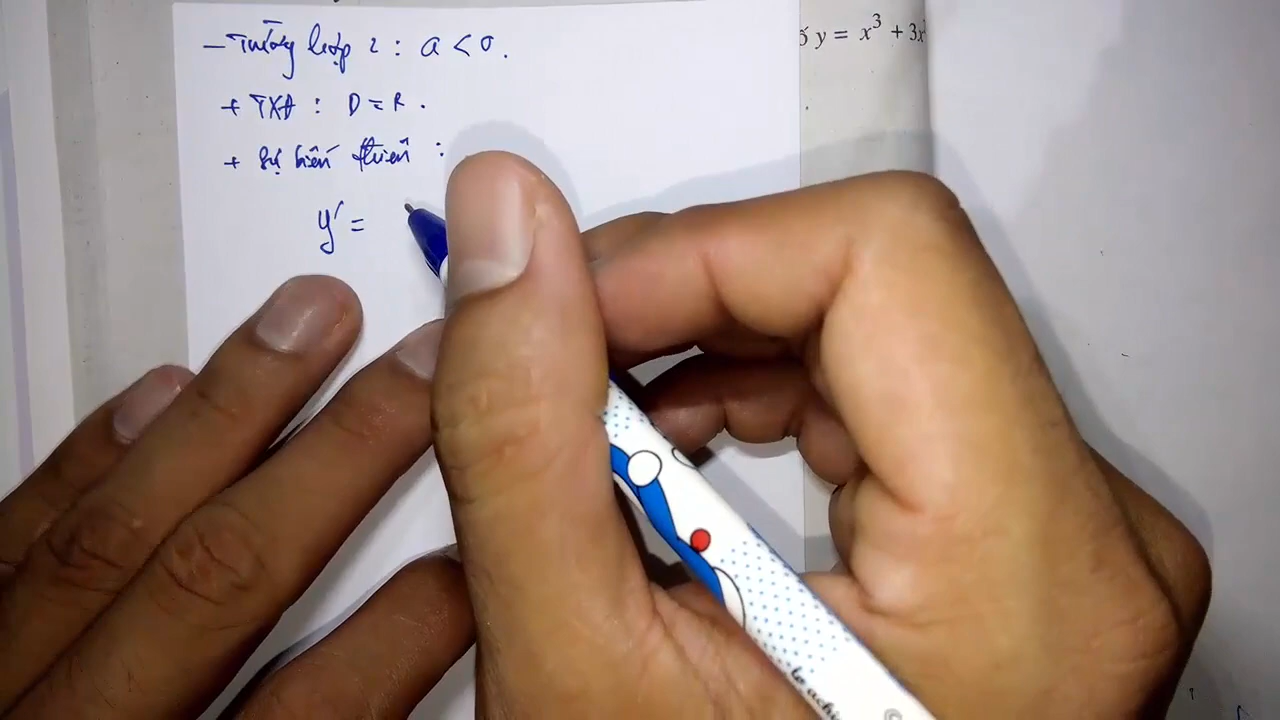 - Trường hợp 2 : a < 0.
ố y = x³ + 3x
+ TXĐ : D = R .
+ Sự biến thiên :
y' =